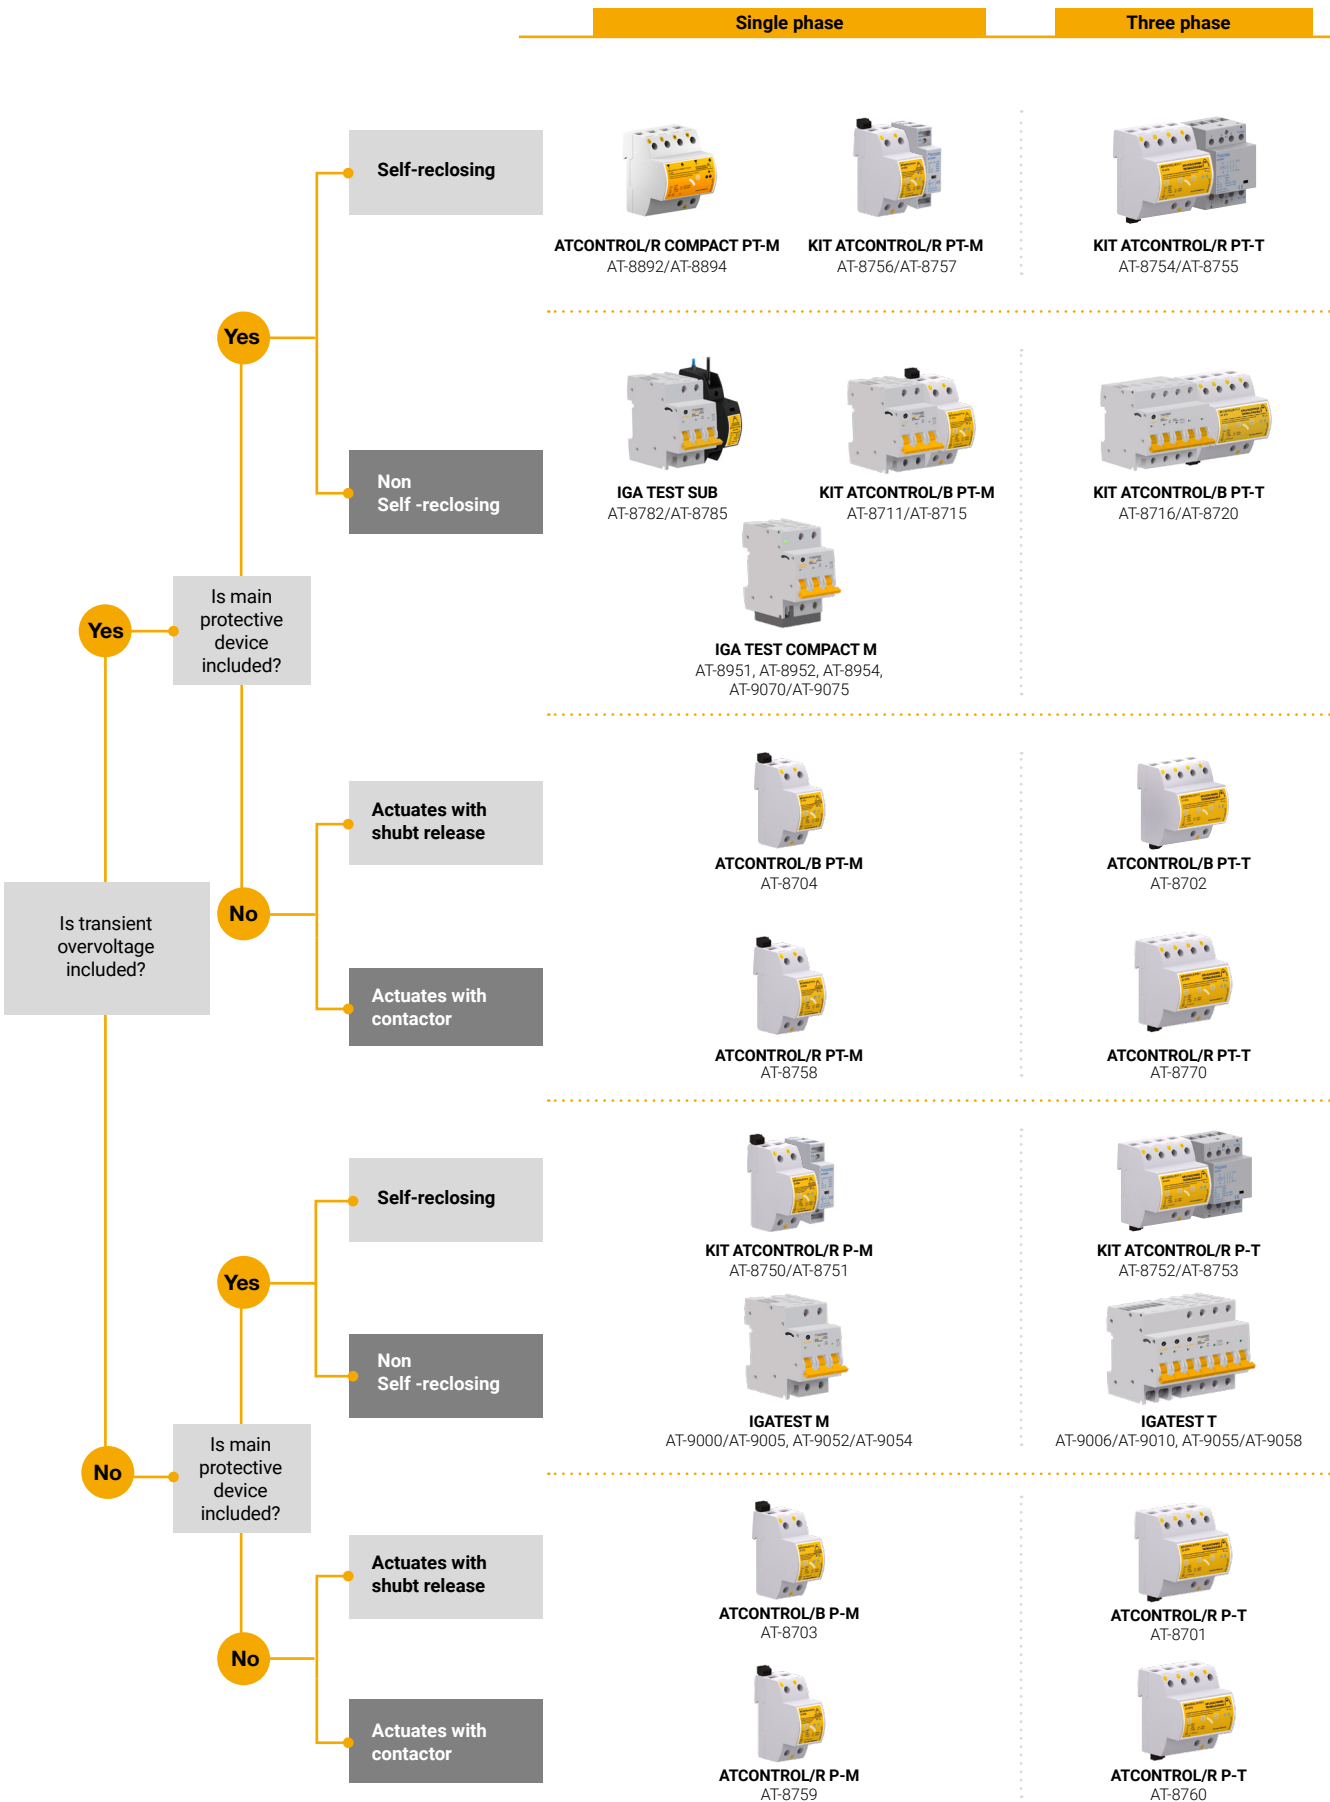 Single phase
Three phase
Self-reclosing
ATCONTROL/R COMPACT PT-M
AT-8892/AT-8894
KIT ATCONTROL/R PT-M
AT-8756/AT-8757
KIT ATCONTROL/R PT-T
AT-8754/AT-8755
Yes
Non
Self -reclosing
IGA TEST SUB
AT-8782/AT-8785
KIT ATCONTROL/B PT-M
AT-8711/AT-8715
KIT ATCONTROL/B PT-T
AT-8716/AT-8720
IGA TEST COMPACT M
AT-8951, AT-8952, AT-8954,
AT-9070/AT-9075
Yes
Is main
protective
device
included?
Actuates with
shubt release
ATCONTROL/B PT-M
AT-8704
ATCONTROL/B PT-T
AT-8702
No
Is transient
overvoltage
included?
Actuates with
contactor
ATCONTROL/R PT-M
AT-8758
ATCONTROL/R PT-T
AT-8770
Self-reclosing
KIT ATCONTROL/R P-M
AT-8750/AT-8751
KIT ATCONTROL/R P-T
AT-8752/AT-8753
Yes
Non
Self -reclosing
IGATEST M
AT-9000/AT-9005, AT-9052/AT-9054
IGATEST T
AT-9006/AT-9010, AT-9055/AT-9058
No
Is main
protective
device
included?
Actuates with
shubt release
ATCONTROL/B P-M
AT-8703
ATCONTROL/R P-T
AT-8701
No
Actuates with
contactor
ATCONTROL/R P-M
AT-8759
ATCONTROL/R P-T
AT-8760